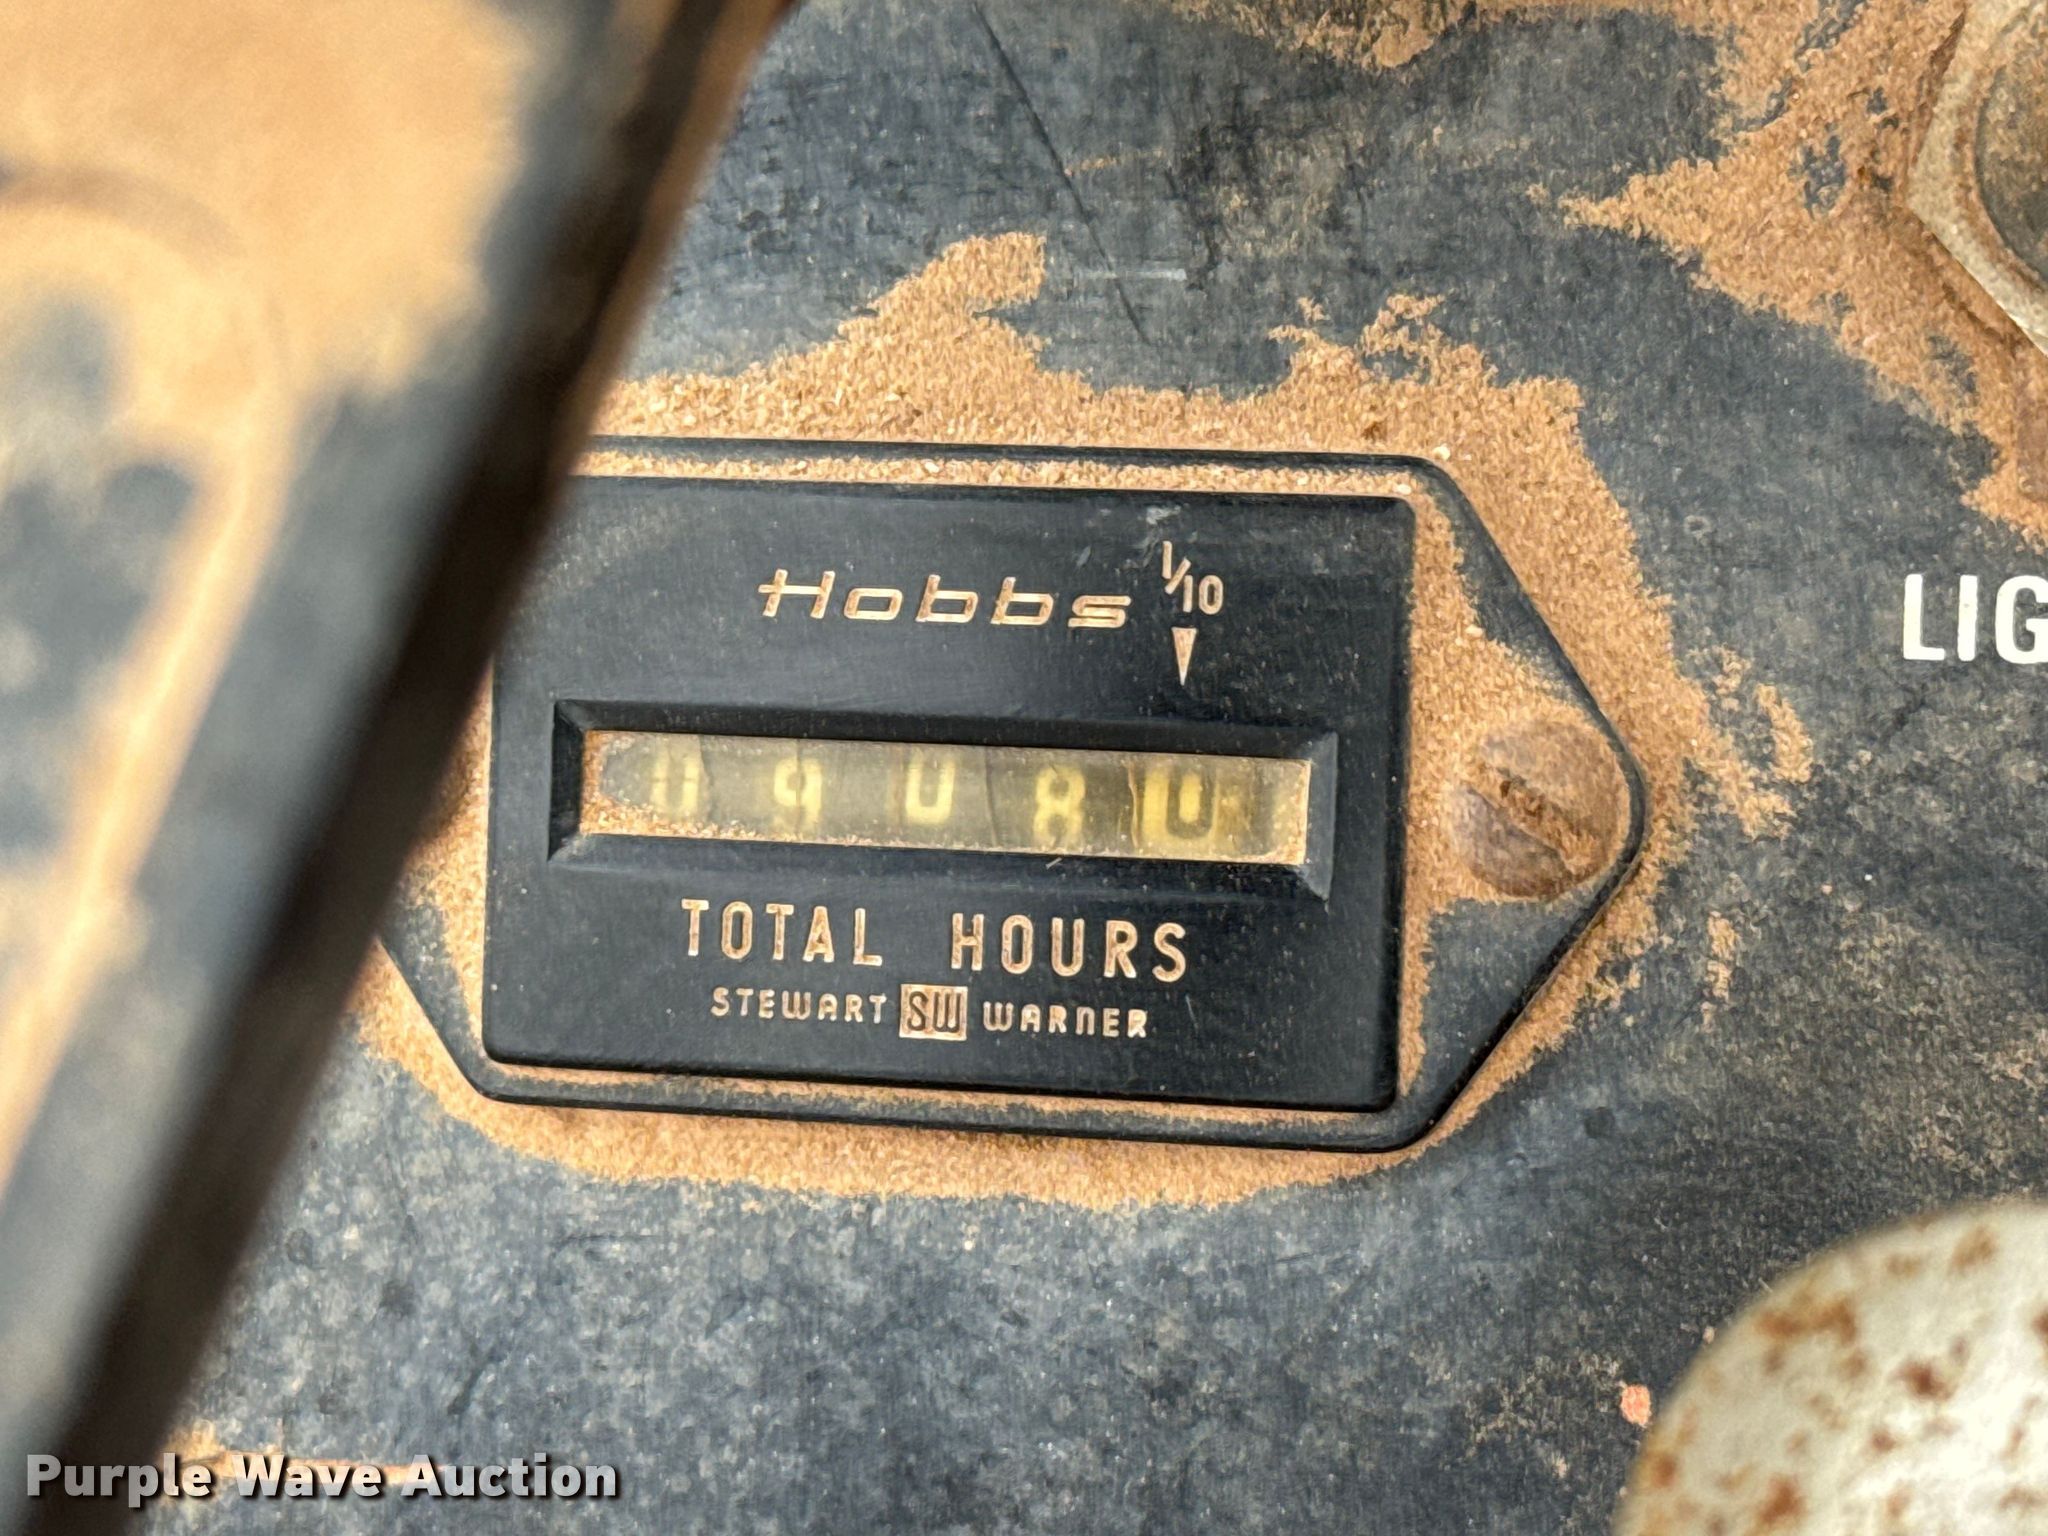 Hobbs 1/10
09080
TOTAL HOURS
STEWART SW WARNER
LIG
Purple Wave Auction